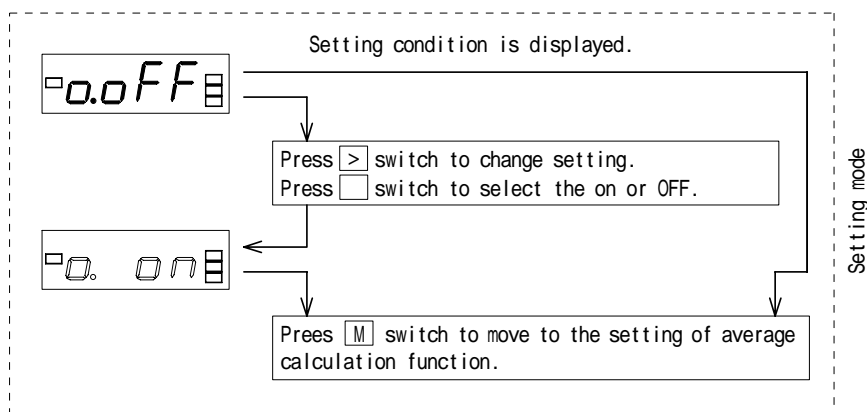 Setting condition is displayed.
o.oFF
Press > switch to change setting.
Press switch to select the on or OFF.
o. on
Prees M switch to move to the setting of average
calculation function.
Setting mode